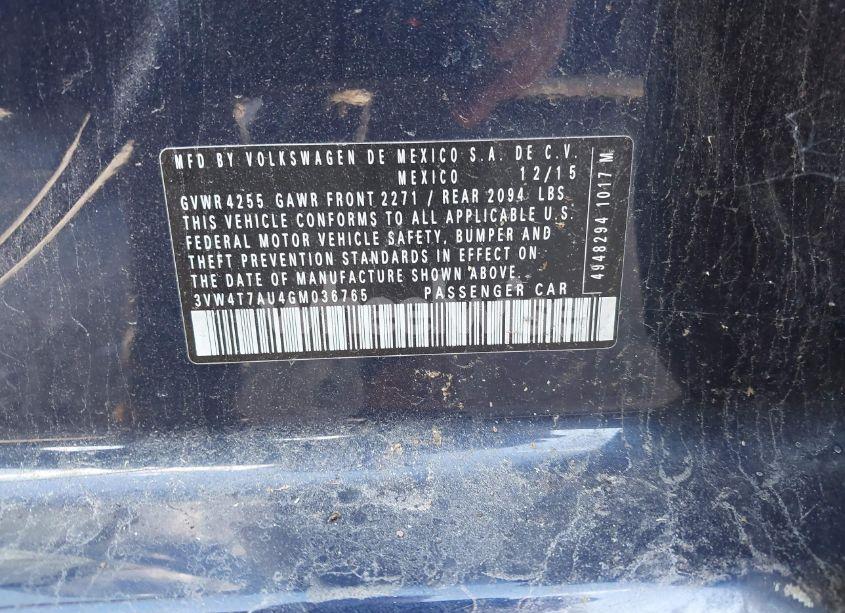 MFD BY VOLKSWAGEN DE MEXICO S.A. DE C.V.
MEXICO 12/15
GVWR 4255 GAWR FRONT 2271 / REAR 2094 LBS
THIS VEHICLE CONFORMS TO ALL APPLICABLE U.S.
FEDERAL MOTOR VEHICLE SAFETY, BUMPER AND
THEFT PREVENTION STANDARDS IN EFFECT ON
THE DATE OF MANUFACTURE SHOWN ABOVE.
3VW4T7AU4GM036765 PASSENGER CAR
4948294 1017 M